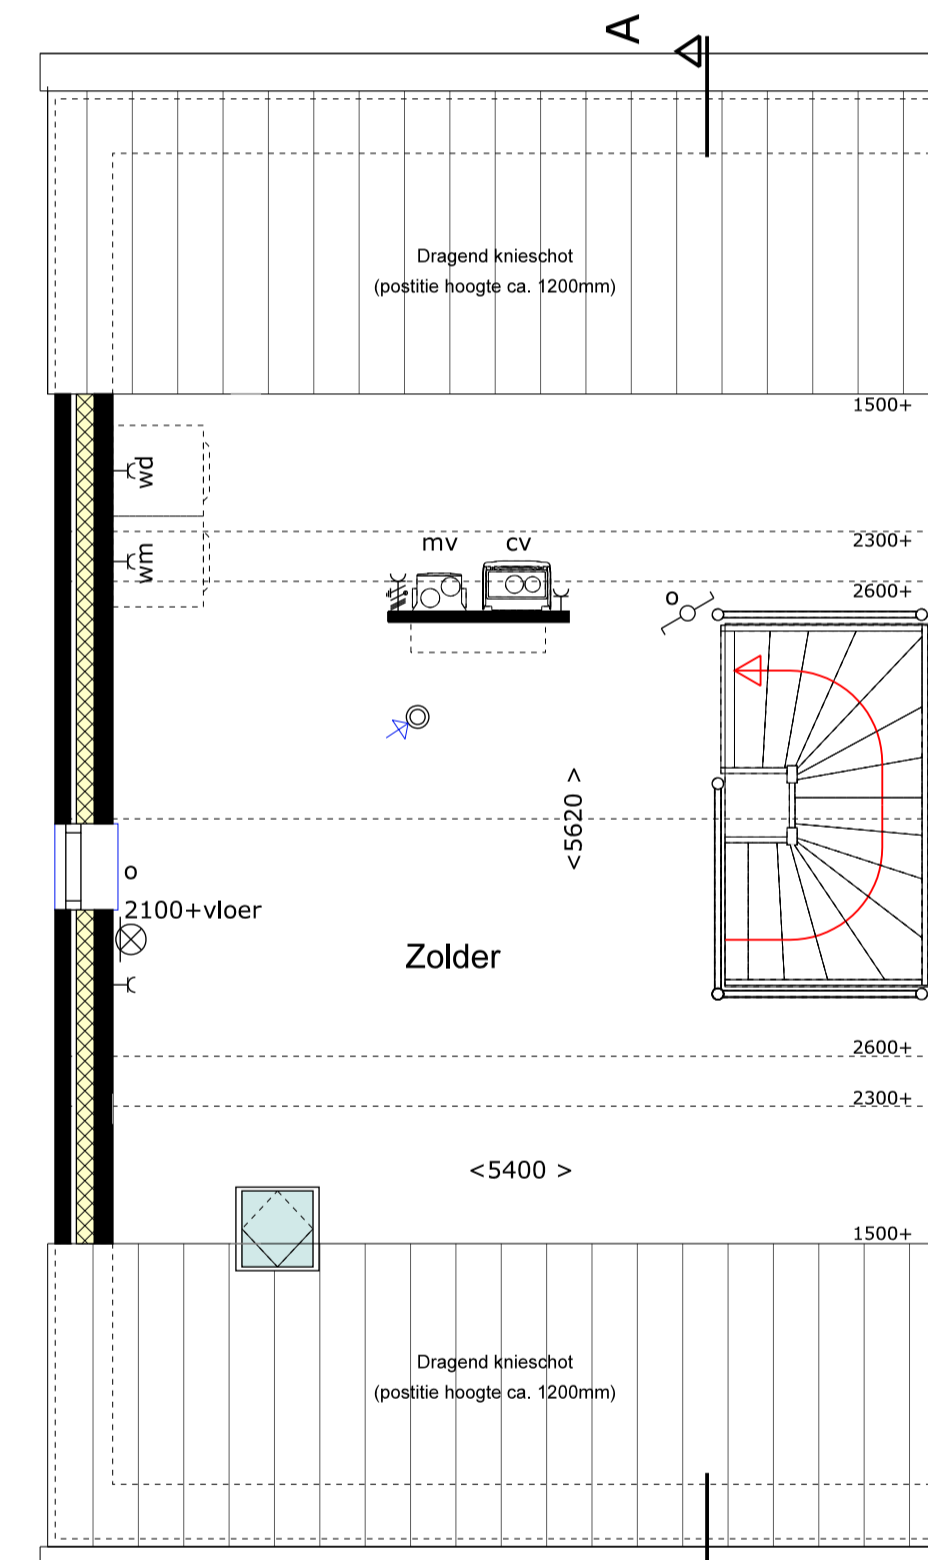 A
Dragend knieschot
(postitie hoogte ca. 1200mm)
1500+
wd
2300+
mv
cv
wm
2600+
o
<5620 >
o
2100+vloer
Zolder
2600+
2300+
<5400 >
1500+
Dragend knieschot
(postitie hoogte ca. 1200mm)